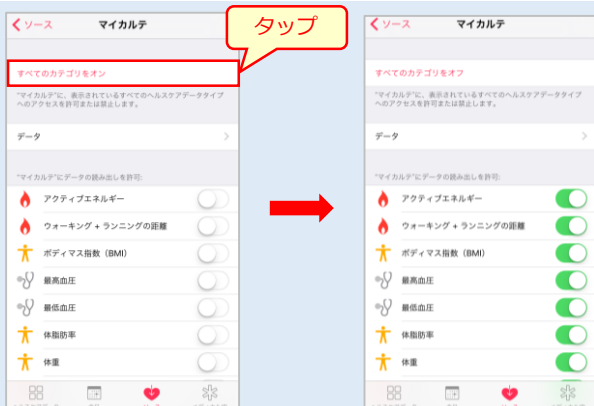 ソース
マイカルテ
タップ
すべてのカテゴリをオン
"マイカルテ"に、表示されているすべてのヘルスケアデータタイプ
へのアクセスを許可または禁止します。
データ
"マイカルテ"にデータの読み出しを許可:
アクティブエネルギー
ウォーキング + ランニングの距離
ボディマス指数（BMI）
最高血圧
最低血圧
体脂肪率
体重
ソース
マイカルテ
すべてのカテゴリをオフ
"マイカルテ"に、表示されているすべてのヘルスケアデータタイプ
へのアクセスを許可または禁止します。
データ
"マイカルテ"にデータの読み出しを許可:
アクティブエネルギー
ウォーキング + ランニングの距離
ボディマス指数（BMI）
最高血圧
最低血圧
体脂肪率
体重